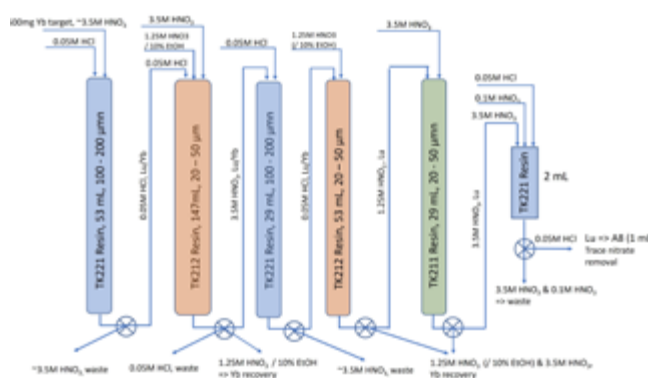 500mg Yb target, ~3.5M HNO₃
0.05M HCl
3.5M HNO₃
1.25M HNO3
/ 10% EtOH
0.05M HCl
0.05M HCl
1.25M HNO3
(/ 10% EtOH)
3.5M HNO₃
0.05M HCl
0.1M HNO₃
3.5M HNO₃
TK221 Resin, 53 mL, 100 - 200 µm
0.05M HCl, Lu/Yb
TK212 Resin, 147mL, 20 – 50 µm
3.5M HNO₃, Lu/Yb
TK221 Resin, 29 mL, 100 - 200 µm
0.05M HCl, Lu/Yb
TK212 Resin, 53 mL, 20 – 50 µm
1.25M HNO₃, Lu
TK211 Resin, 29 mL, 20 - 50 µm
3.5M HNO₃, Lu
TK221 Resin
2 mL
0.05M HCl
Lu => AB (1 ml
Trace nitrate
removal
3.5M HNO₃ & 0.1M HNO₃
=> waste
~3.5M HNO₃, waste
0.05M HCl, waste
1.25M HNO₃ / 10% EtOH
=> Yb recovery
~3.5M HNO₃, waste
1.25M HNO₃ (/ 10% EtOH) & 3.5M HNO₃,
Yb recovery